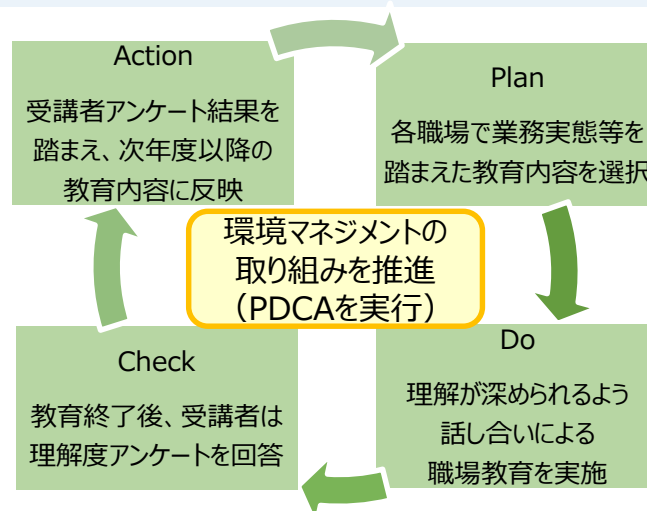 Action
受講者アンケート結果を
踏まえ、次年度以降の
教育内容に反映
Plan
各職場で業務実態等を
踏まえた教育内容を選択
環境マネジメントの
取り組みを推進
（PDCAを実行）
Check
教育終了後、受講者は
理解度アンケートを回答
Do
理解が深められるよう
話し合いによる
職場教育を実施